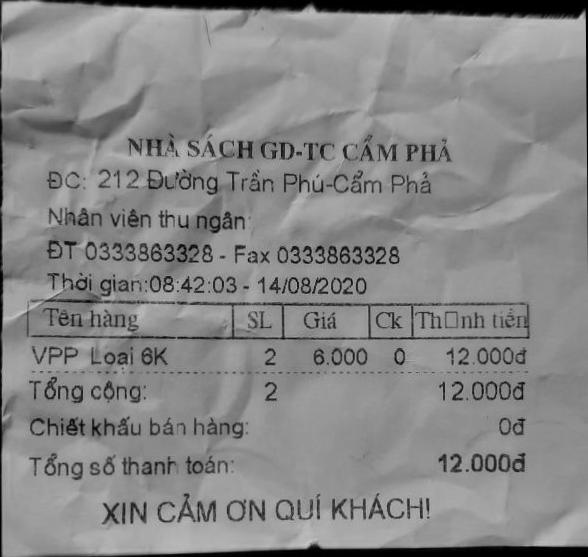 NHÀ SÁCH GD-TC CẨM PHẢ
ĐC: 212 Đường Trần Phú-Cẩm Phả
Nhân viên thu ngân:
ĐT 0333863328 - Fax 0333863328
Thời gian:08:42:03 - 14/08/2020
Tên hàng SL Giá Ck Th□nh tiền
VPP Loại 6K 2 6.000 0 12.000đ
Tổng cộng: 2 12.000đ
Chiết khấu bán hàng: 0đ
Tổng số thanh toán: 12.000đ
XIN CẢM ƠN QUÍ KHÁCH!